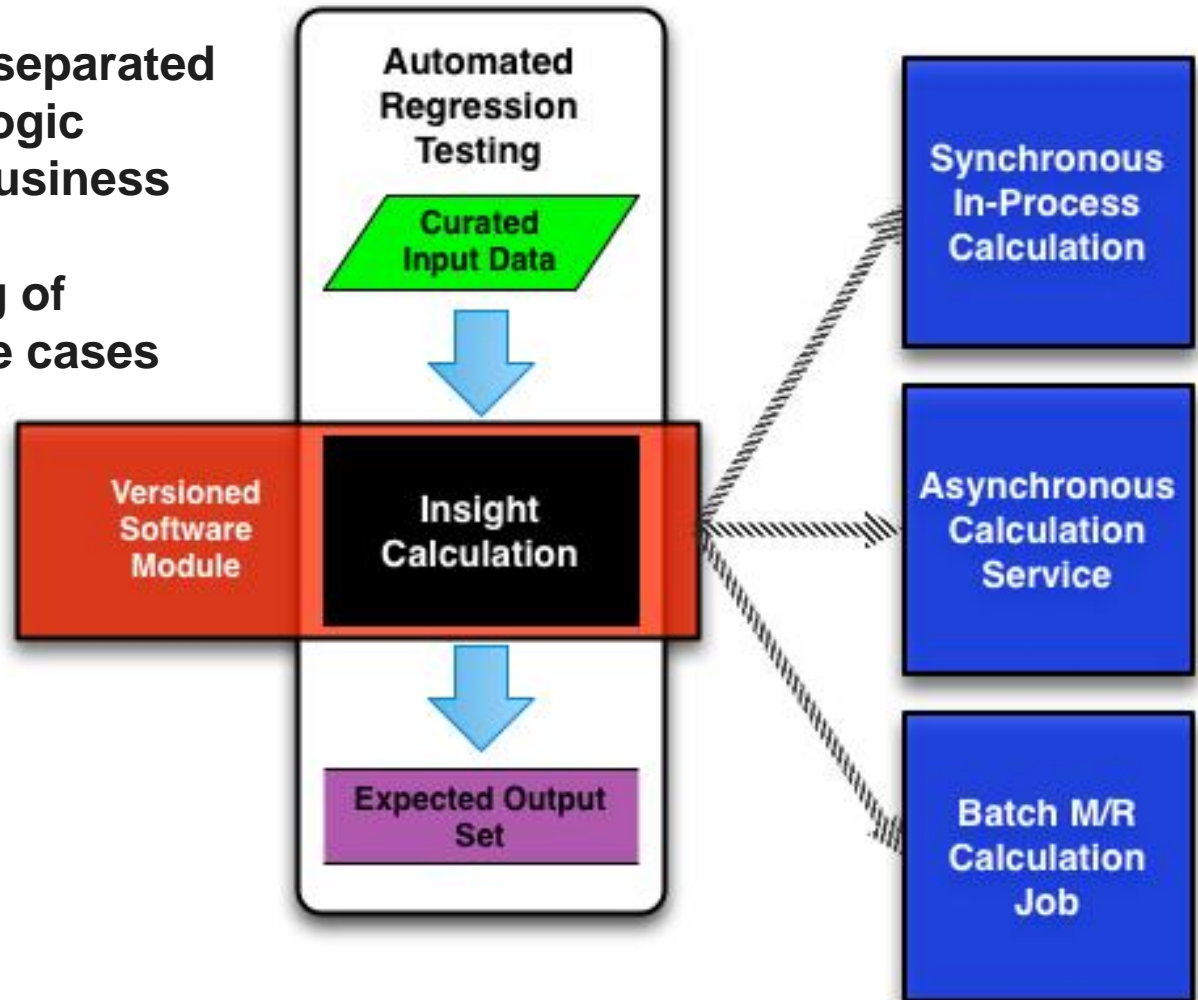 separated
ogic
usiness
g of
e cases
Automated
Regression
Testing
Curated
Input Data
Versioned
Software
Module
Insight
Calculation
Expected Output
Set
Synchronous
In-Process
Calculation
Asynchronous
Calculation
Service
Batch M/R
Calculation
Job